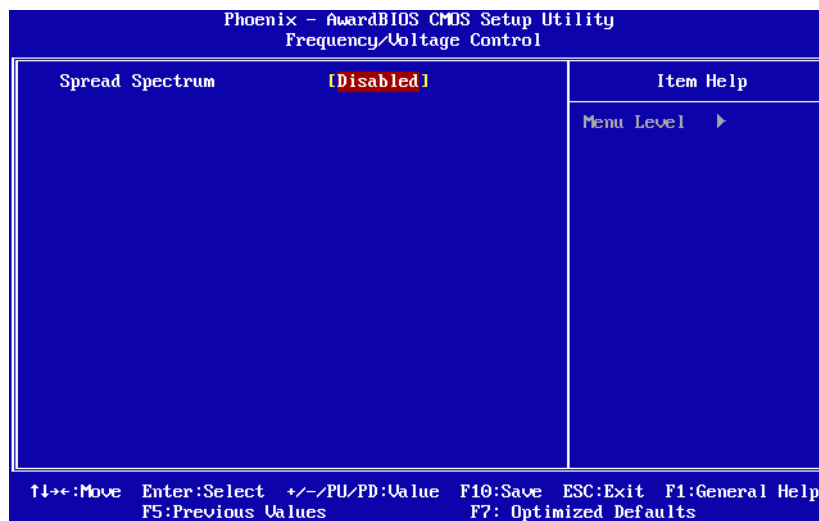 Phoenix - AwardBIOS CMOS Setup Utility
Frequency/Voltage Control
Spread Spectrum [Disabled]
Item Help
Menu Level ▶
↑↓→←:Move Enter:Select +/-/PU/PD:Value F10:Save ESC:Exit F1:General Help
F5:Previous Values F7: Optimized Defaults